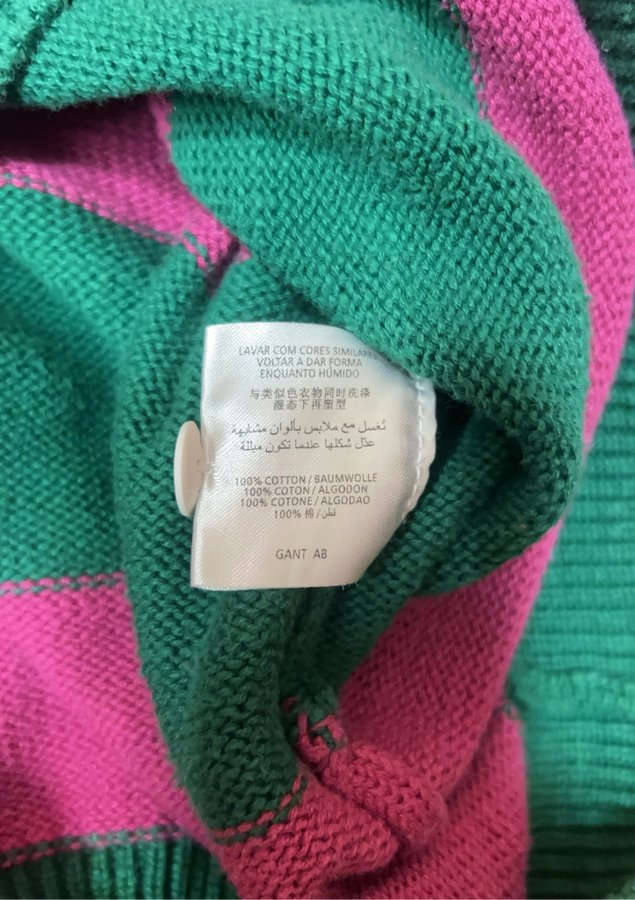 LAVAR COM CORES SIMILARES
VOLTAR A DAR FORMA
ENQUANTO HÚMIDO
与类似色衣物同时洗涤
湿态下再塑型
تُغسل مع ملابس بألوان مشابهة
عدّل شكلها عندما تكون مبللة
100% COTTON / BAUMWOLLE
100% COTON / ALGODON
100% COTONE / ALGODAO
100% 棉 / قطن
GANT AB